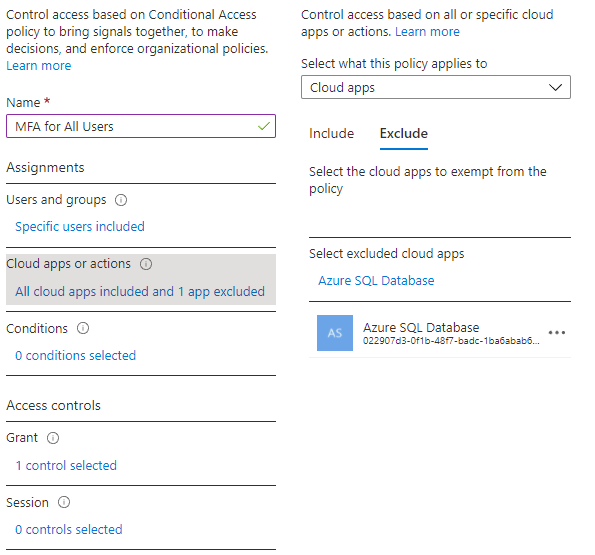 Control access based on Conditional Access
policy to bring signals together, to make
decisions, and enforce organizational policies.
Learn more
Name *
MFA for All Users
Assignments
Users and groups
Specific users included
Cloud apps or actions
All cloud apps included and 1 app excluded
Conditions
0 conditions selected
Access controls
Grant
1 control selected
Session
0 controls selected
Control access based on all or specific cloud
apps or actions. Learn more
Select what this policy applies to
Cloud apps
Include Exclude
Select the cloud apps to exempt from the
policy
Select excluded cloud apps
Azure SQL Database
AS
Azure SQL Database
022907d3-0f1b-48f7-badc-1ba6abab6...